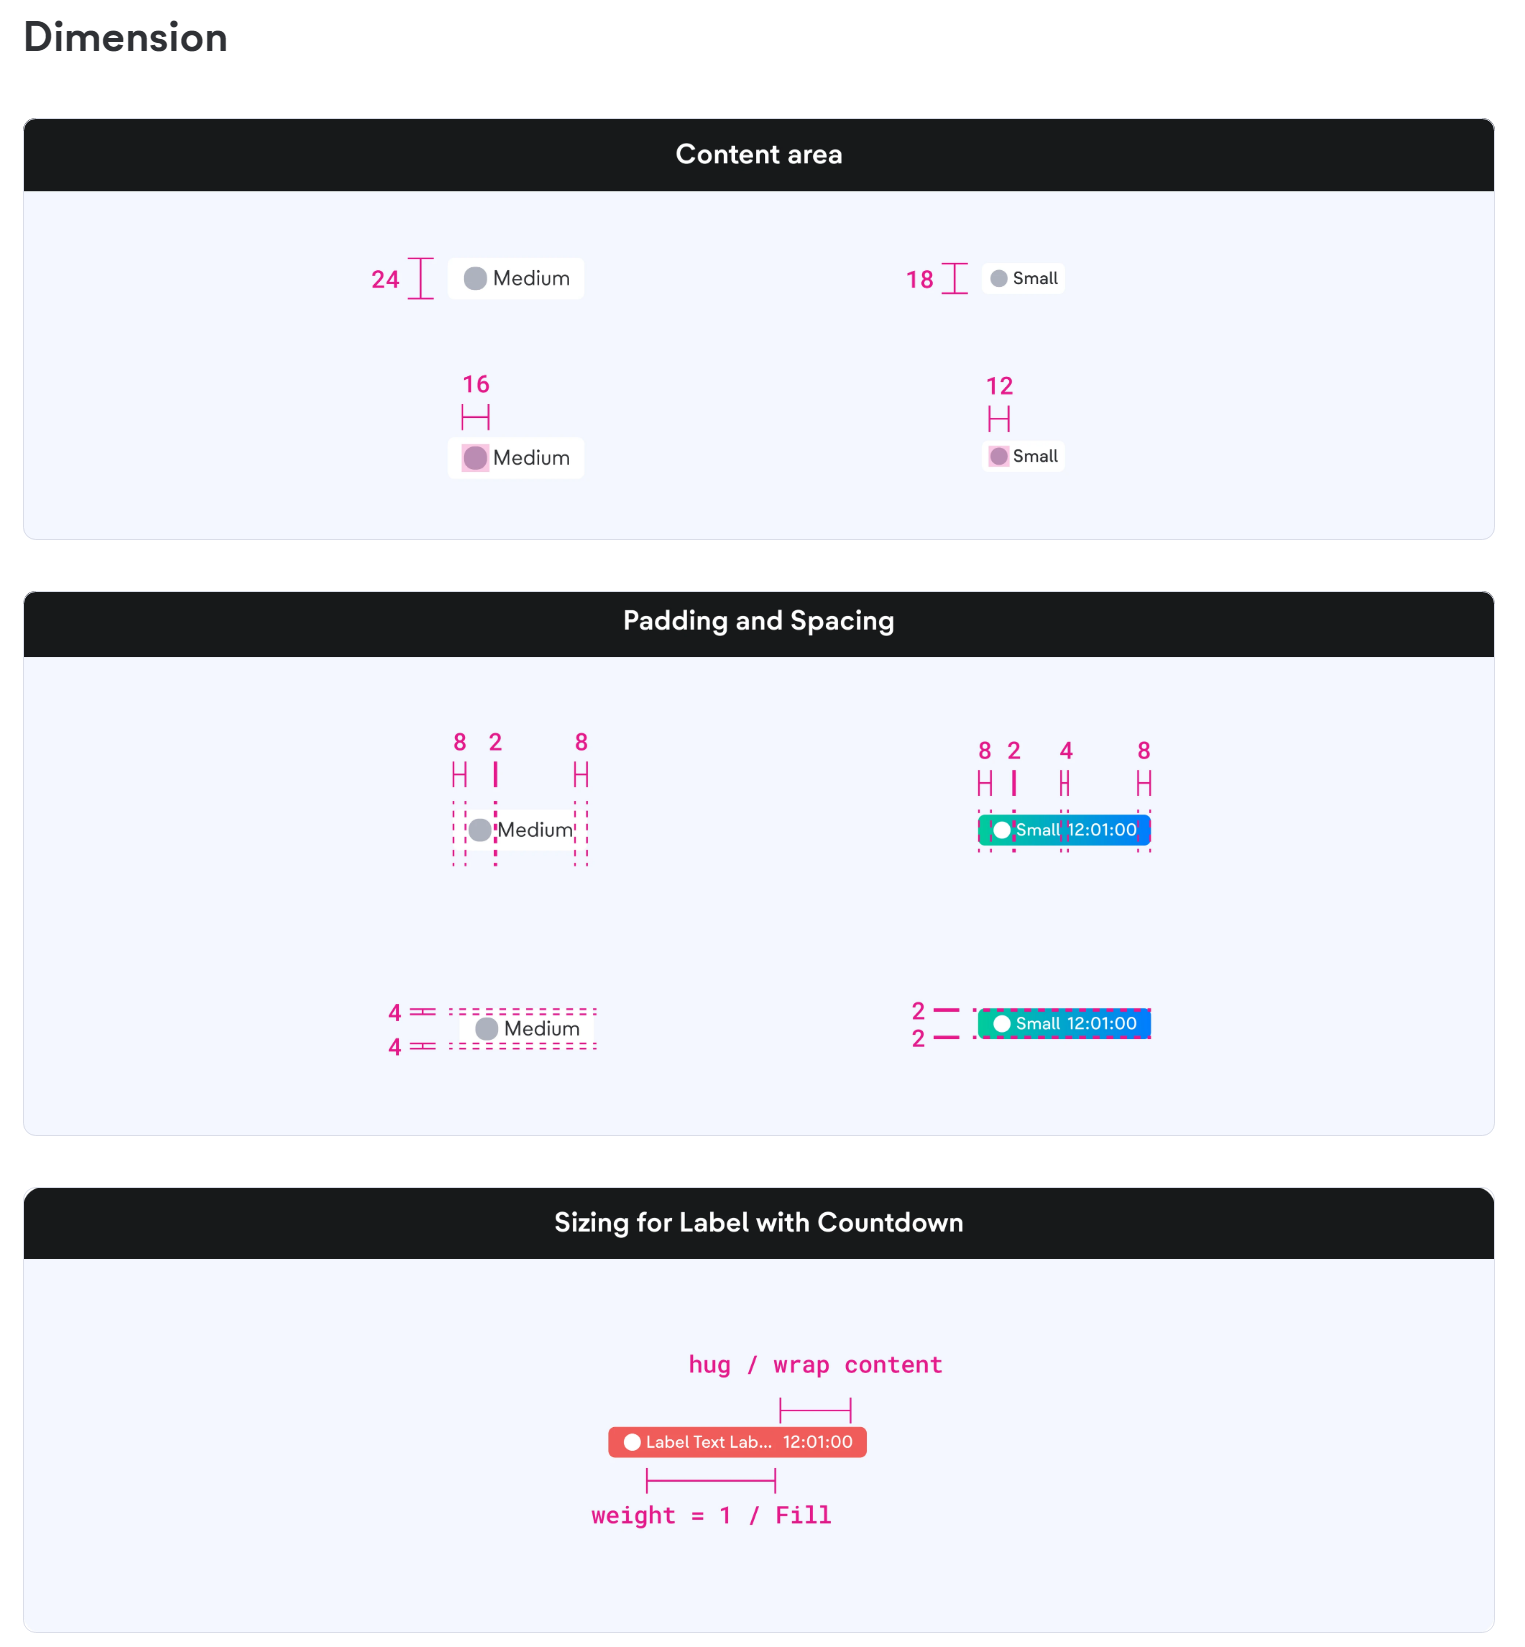 Dimension
Content area
24 Medium
18 Small
16
Medium
12
Small
Padding and Spacing
8 2 8
Medium
8 2 4 8
Small 12:01:00
4
4
Medium
2
2
Small 12:01:00
Sizing for Label with Countdown
hug / wrap content
Label Text Lab... 12:01:00
weight = 1 / Fill